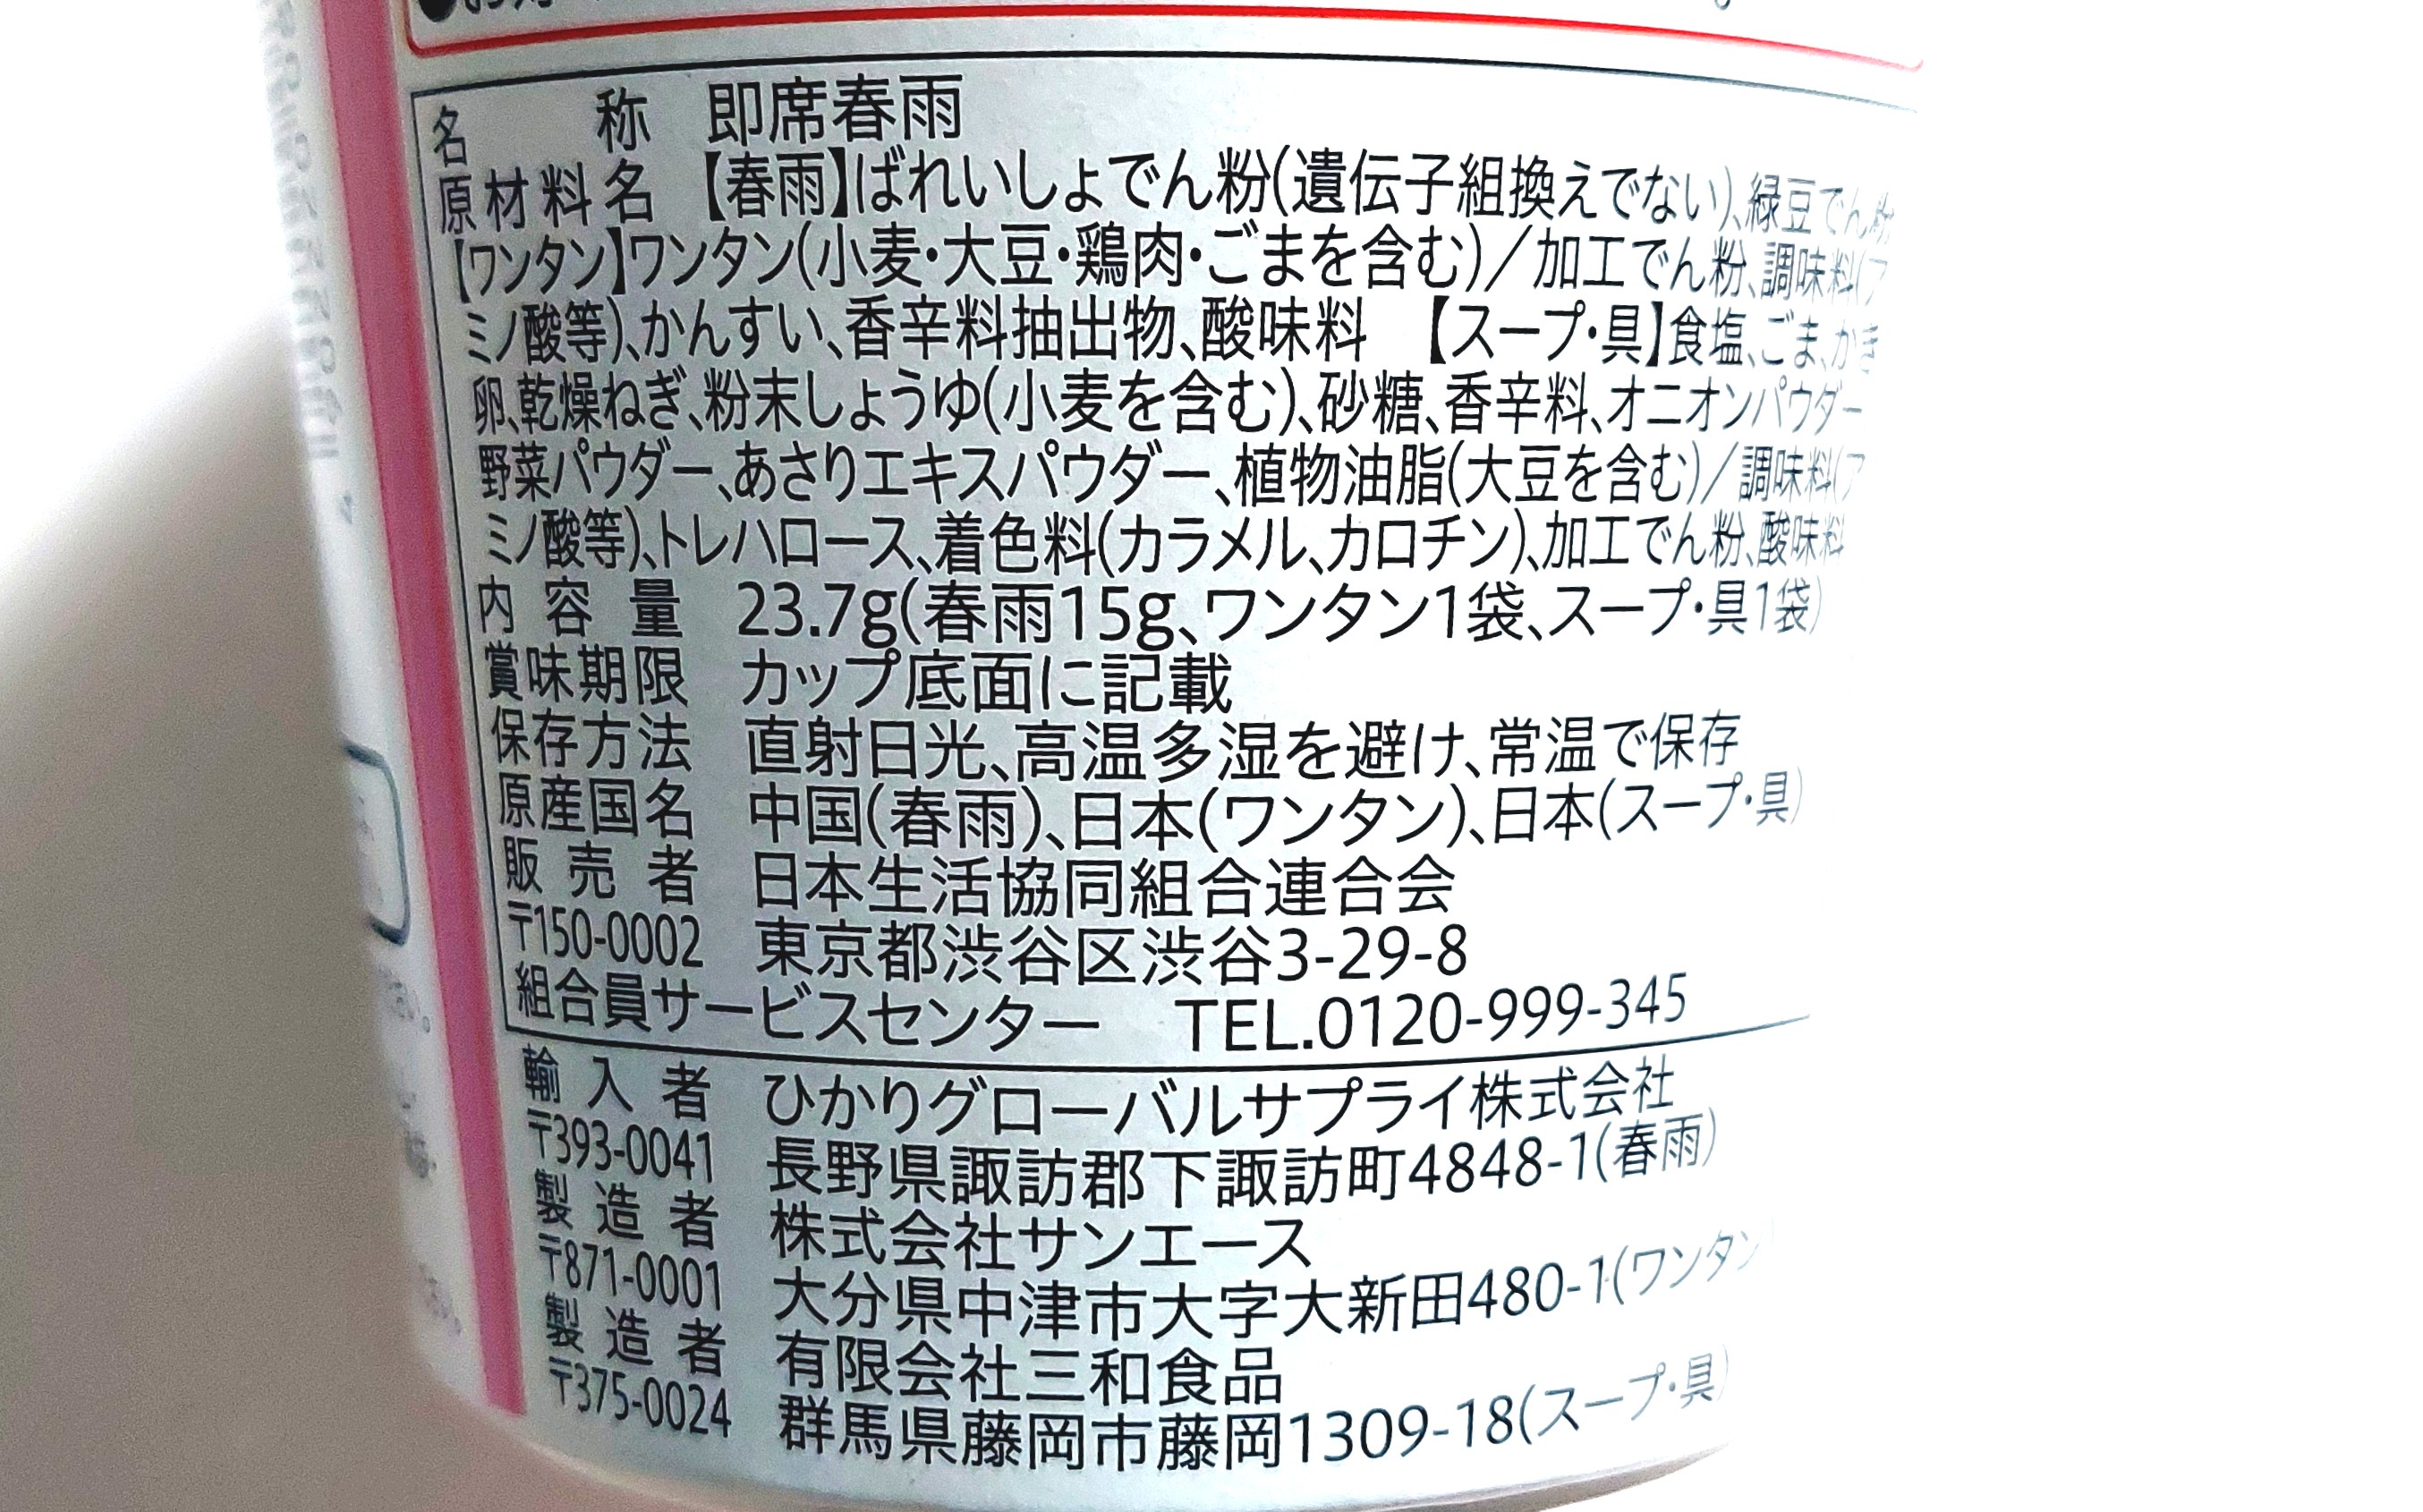 名称 即席春雨
原材料名 【春雨】ばれいしょでん粉(遺伝子組換えでない)、緑豆でん粉
【ワンタン】ワンタン(小麦・大豆・鶏肉・ごまを含む)/加工でん粉、調味料(ア
ミノ酸等)、かんすい、香辛料抽出物、酸味料 【スープ・具】食塩、ごま、かき
卵、乾燥ねぎ、粉末しょうゆ(小麦を含む)、砂糖、香辛料、オニオンパウダー
野菜パウダー、あさりエキスパウダー、植物油脂(大豆を含む)/調味料(ア
ミノ酸等)、トレハロース、着色料(カラメル、カロチン)、加工でん粉、酸味料
内容量 23.7g(春雨15g、ワンタン1袋、スープ・具1袋)
賞味期限 カップ底面に記載
保存方法 直射日光、高温多湿を避け、常温で保存
原産国名 中国(春雨)、日本(ワンタン)、日本(スープ・具)
販売者 日本生活協同組合連合会
〒150-0002 東京都渋谷区渋谷3-29-8
組合員サービスセンター TEL.0120-999-345
輸入者 ひかりグローバルサプライ株式会社
〒393-0041 長野県諏訪郡下諏訪町4848-1(春雨)
製造者 株式会社サンエース
〒871-0001 大分県中津市大字大新田480-1(ワンタン
製造者 有限会社三和食品
〒375-0024 群馬県藤岡市藤岡1309-18(スープ・具)